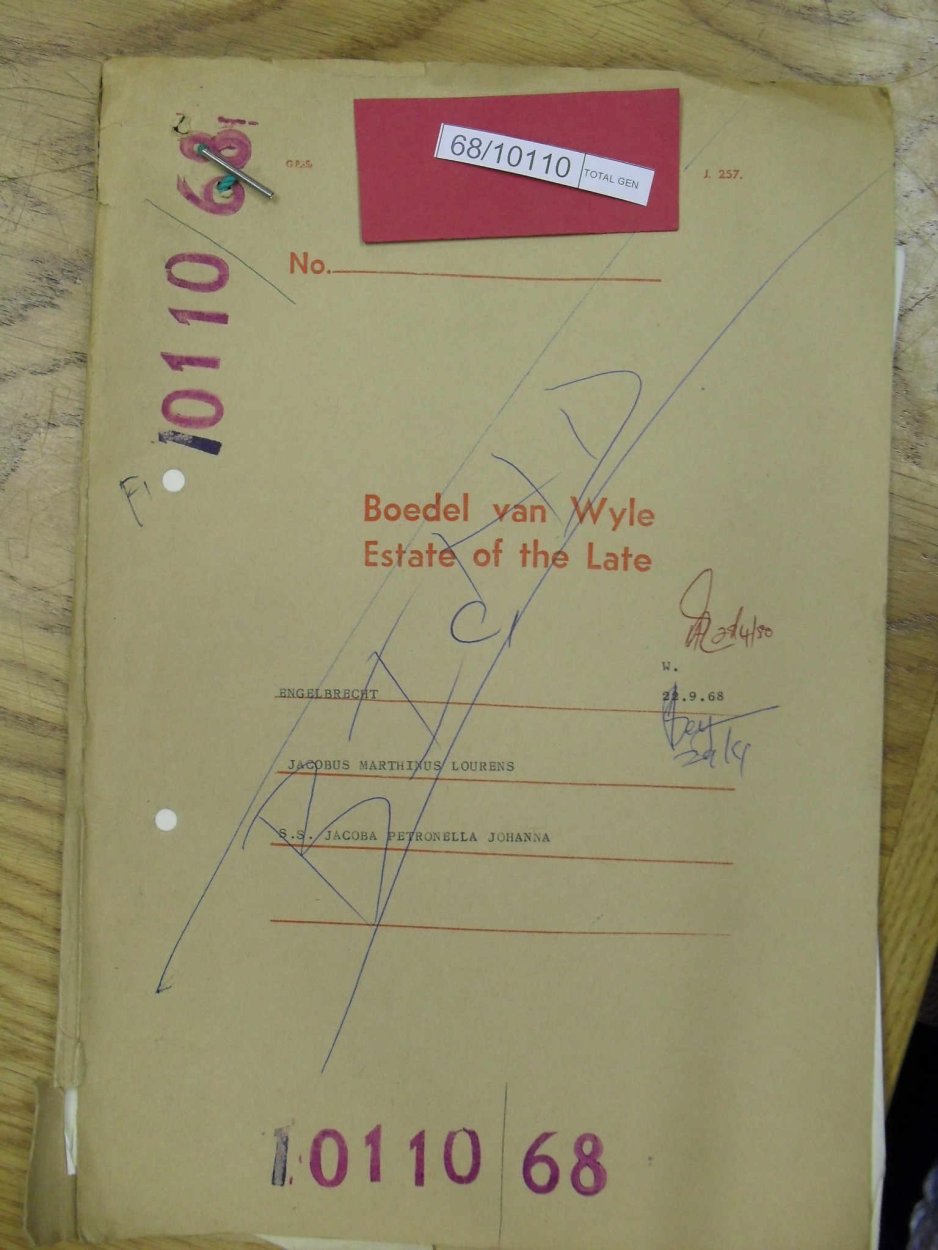 10110 68
68/10110 TOTAL GEN
J. 257.
No.
F1
Boedel van Wyle
Estate of the Late
W.
ENGELBRECHT 22.9.68
JACOBUS MARTHINUS LOURENS
S.S. JACOBA PETRONELLA JOHANNA
10110 68